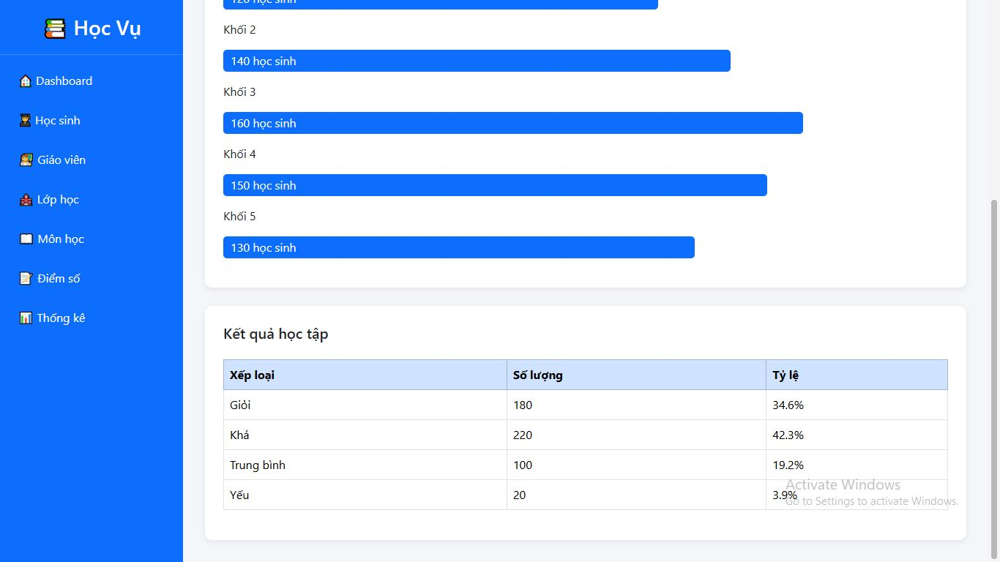 Học Vụ
Dashboard
Học sinh
Giáo viên
Lớp học
Môn học
Điểm số
Thống kê
120 học sinh
Khối 2
140 học sinh
Khối 3
160 học sinh
Khối 4
150 học sinh
Khối 5
130 học sinh
Kết quả học tập
Xếp loại Số lượng Tỷ lệ
Giỏi 180 34.6%
Khá 220 42.3%
Trung bình 100 19.2%
Yếu 20 3.9%
Activate Windows
Go to Settings to activate Windows.